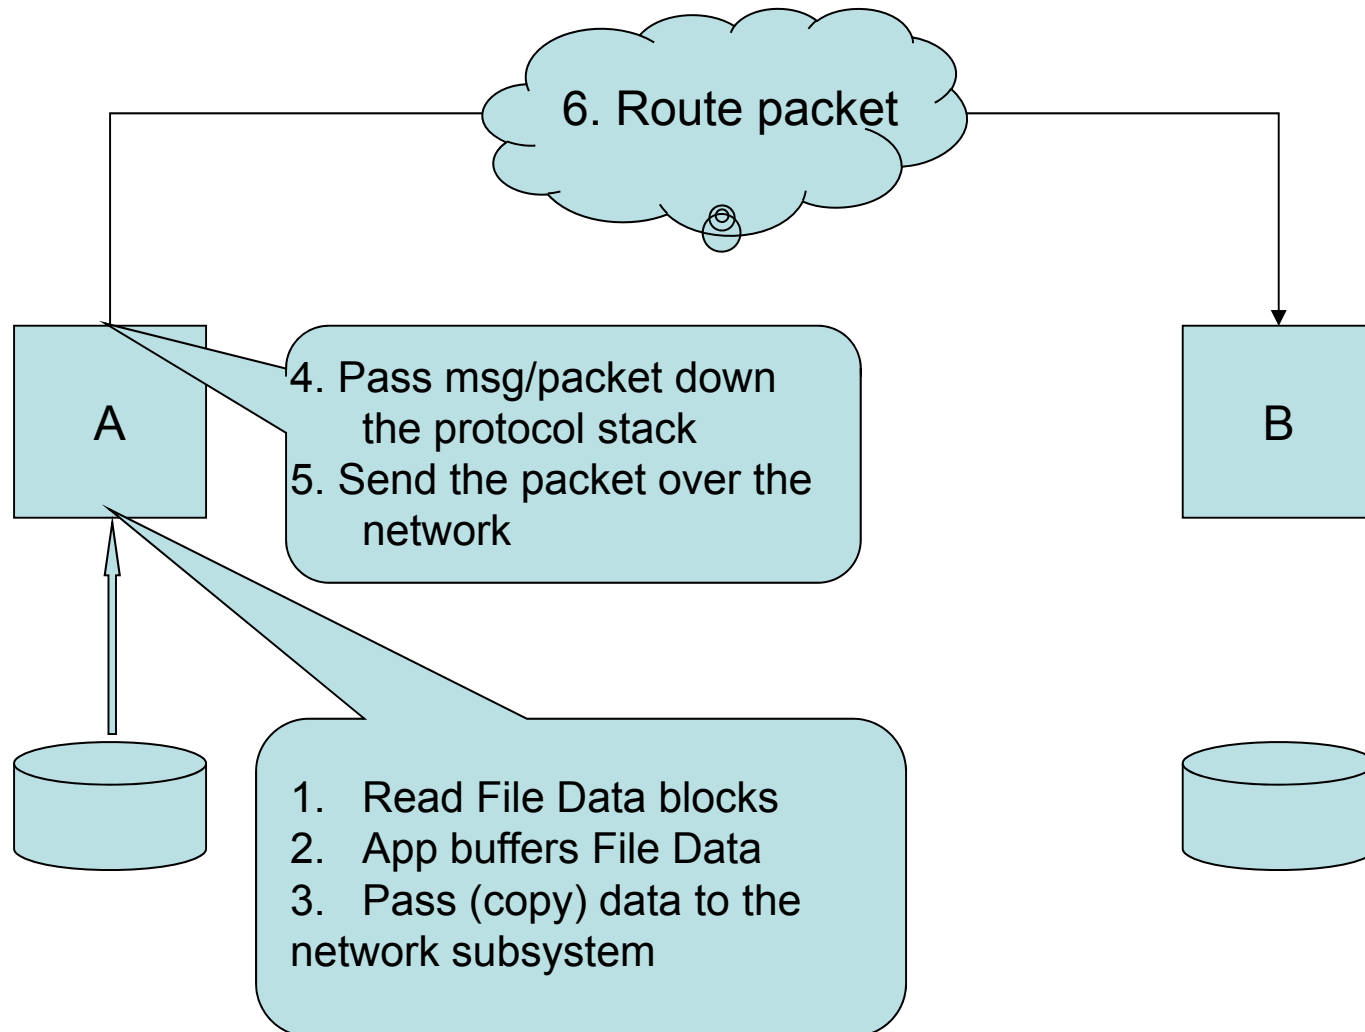 6. Route packet
A
4. Pass msg/packet down
the protocol stack
5. Send the packet over the
network
B
1. Read File Data blocks
2. App buffers File Data
3. Pass (copy) data to the
network subsystem